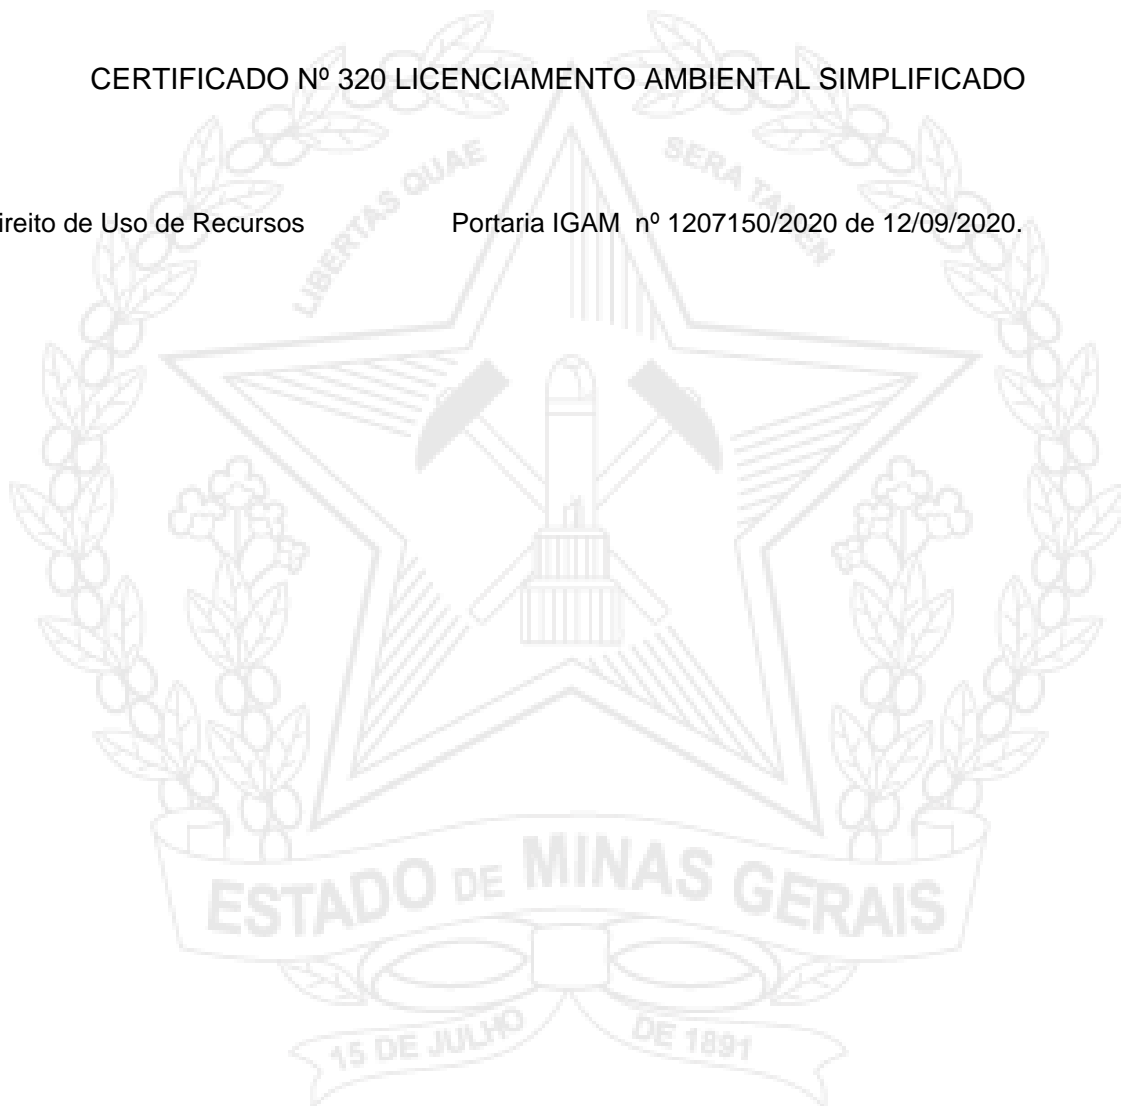 CERTIFICADO Nº 320 LICENCIAMENTO AMBIENTAL SIMPLIFICADO
LIBERTAS QUAE SERA TAMEN
ireito de Uso de Recursos Portaria IGAM nº 1207150/2020 de 12/09/2020.
ESTADO DE MINAS GERAIS
15 DE JULHO DE 1891